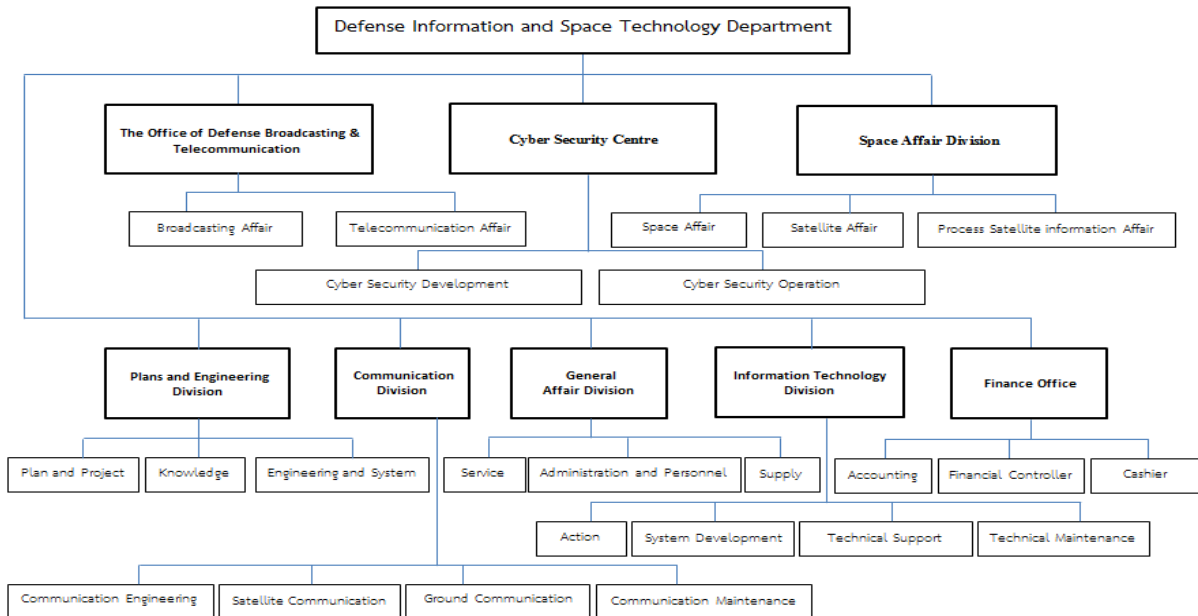 Defense Information and Space Technology Department
The Office of Defense Broadcasting &
Telecommunication
Cyber Security Centre
Space Affair Division
Broadcasting Affair
Telecommunication Affair
Space Affair
Satellite Affair
Process Satellite information Affair
Cyber Security Development
Cyber Security Operation
Plans and Engineering
Division
Communication
Division
General
Affair Division
Information Technology
Division
Finance Office
Plan and Project
Knowledge
Engineering and System
Service
Administration and Personnel
Supply
Accounting
Financial Controller
Cashier
Action
System Development
Technical Support
Technical Maintenance
Communication Engineering
Satellite Communication
Ground Communication
Communication Maintenance